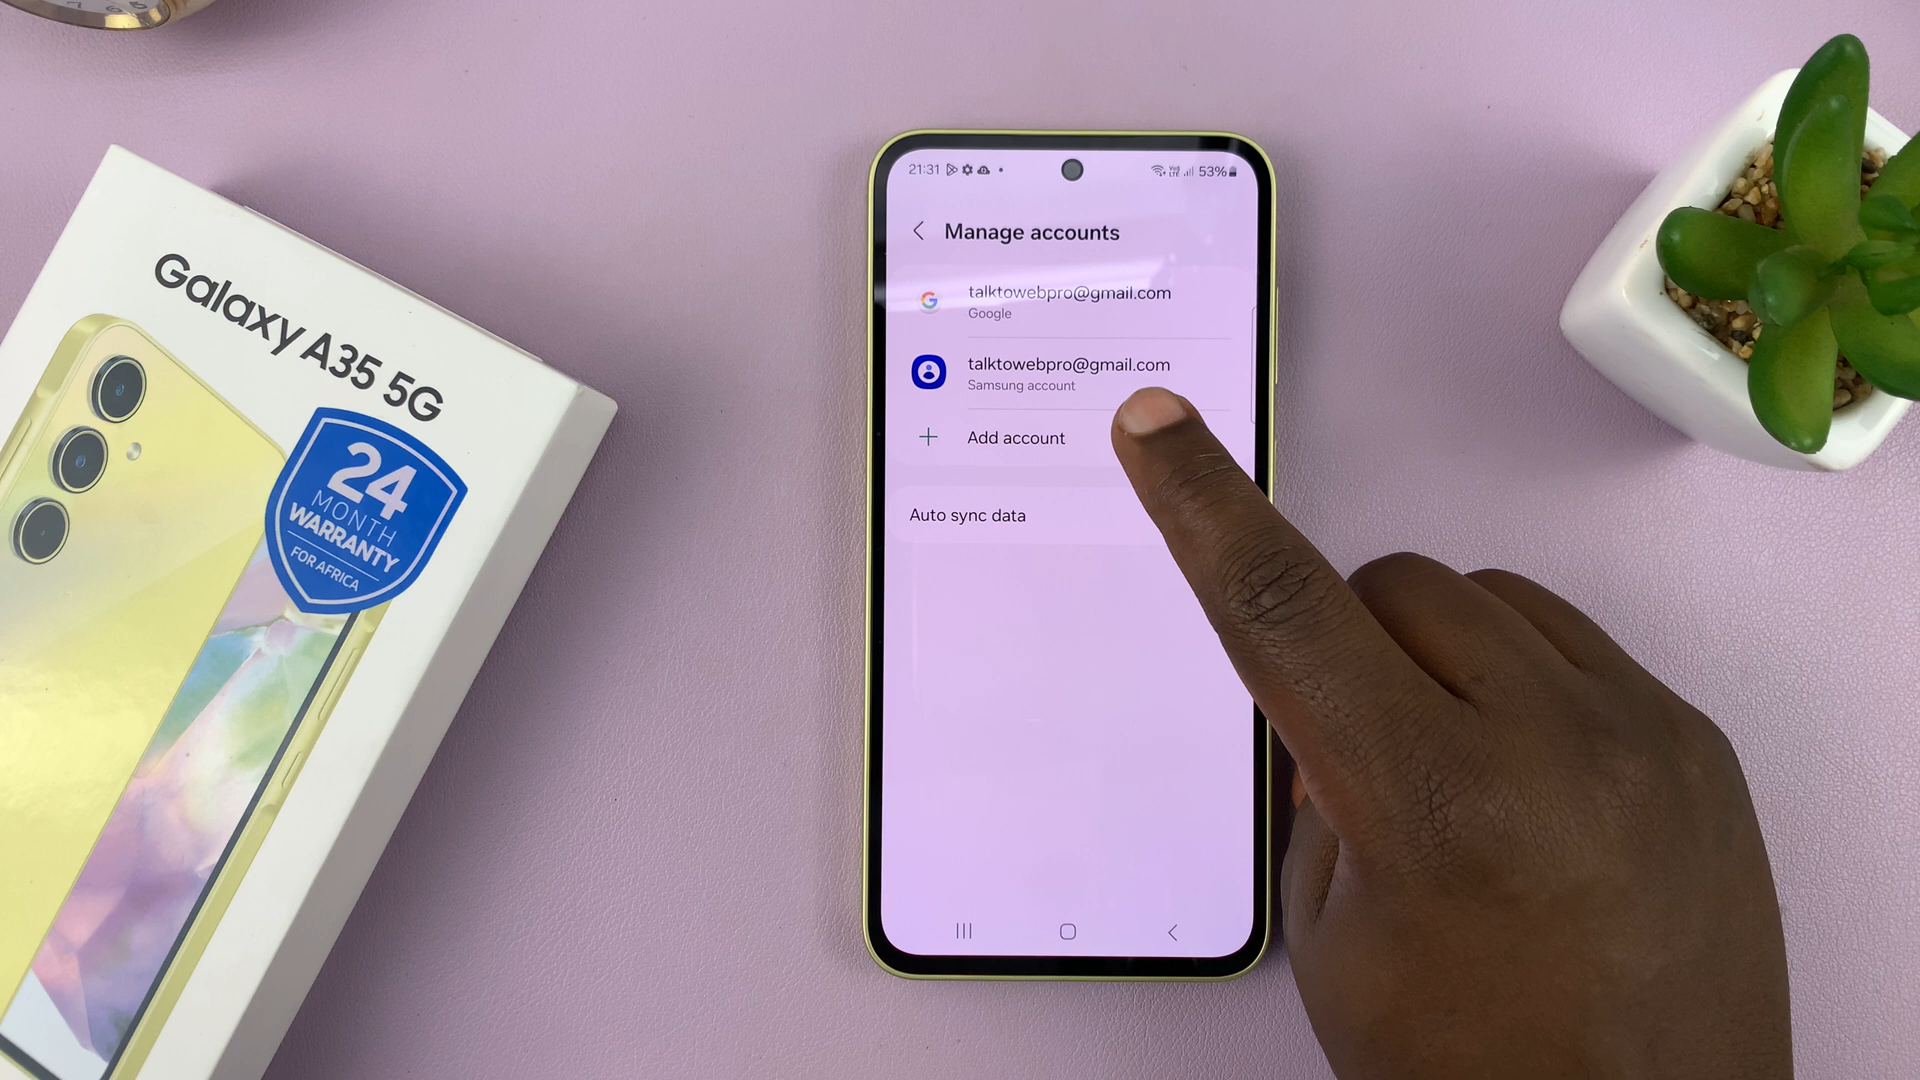 Galaxy A35 5G
24
MONTH
WARRANTY
FOR AFRICA
21:31
53%
Manage accounts
talktowebpro@gmail.com
Google
talktowebpro@gmail.com
Samsung account
Add account
Auto sync data